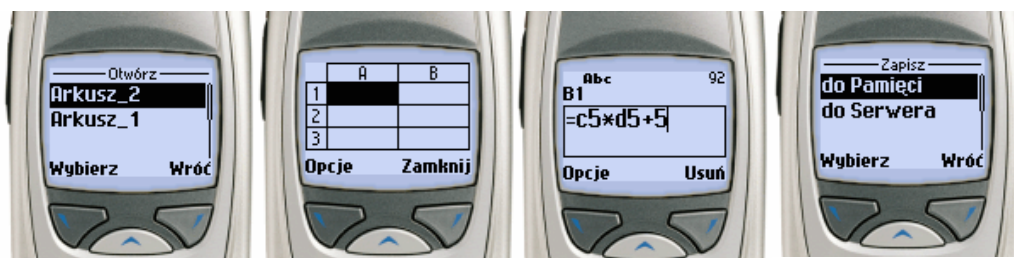 Otwórz
Arkusz_2
Arkusz_1
Wybierz Wróć
A B
1
2
3
Opcje Zamknij
Abc 92
B1
=c5*d5+5
Opcje Usuń
Zapisz
do Pamięci
do Serwera
Wybierz Wróć